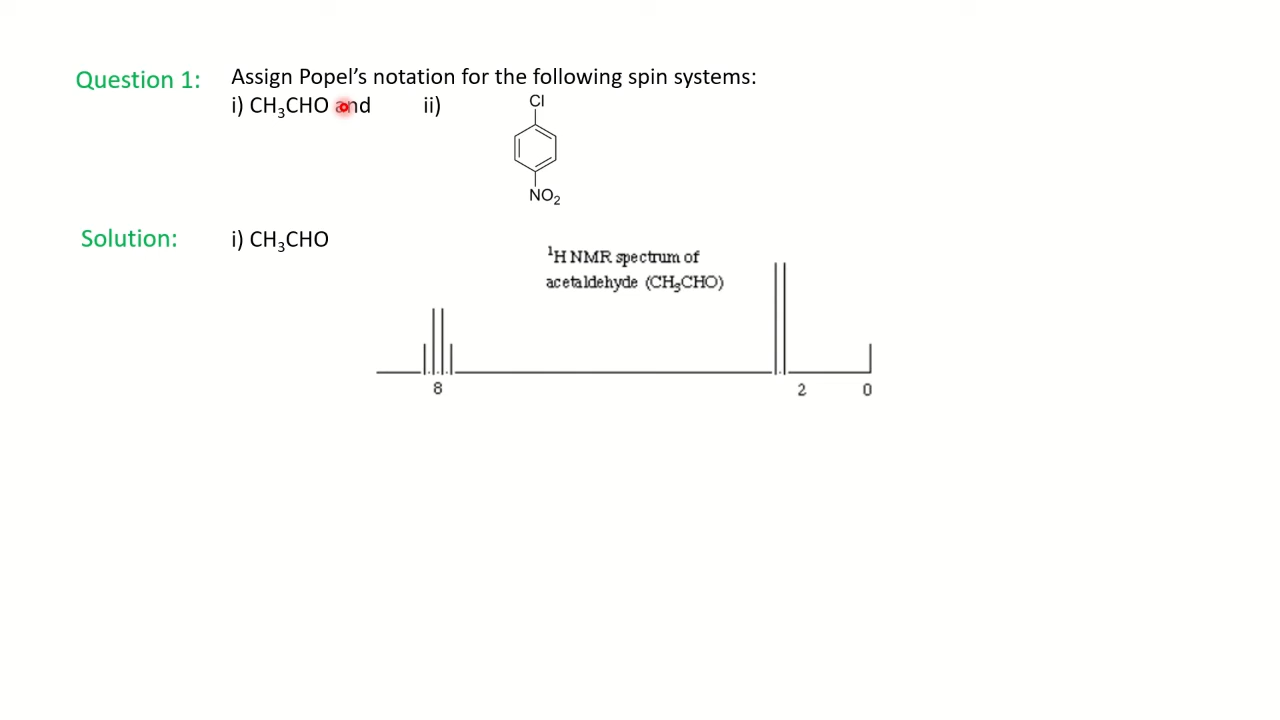 Question 1: Assign Popel’s notation for the following spin systems:
i) CH₃CHO and ii)
Cl
NO₂
Solution: i) CH₃CHO
¹H NMR spectrum of
acetaldehyde (CH₃CHO)
8 2 0